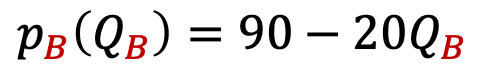 p_B(Q_B) = 90 − 20Q_B